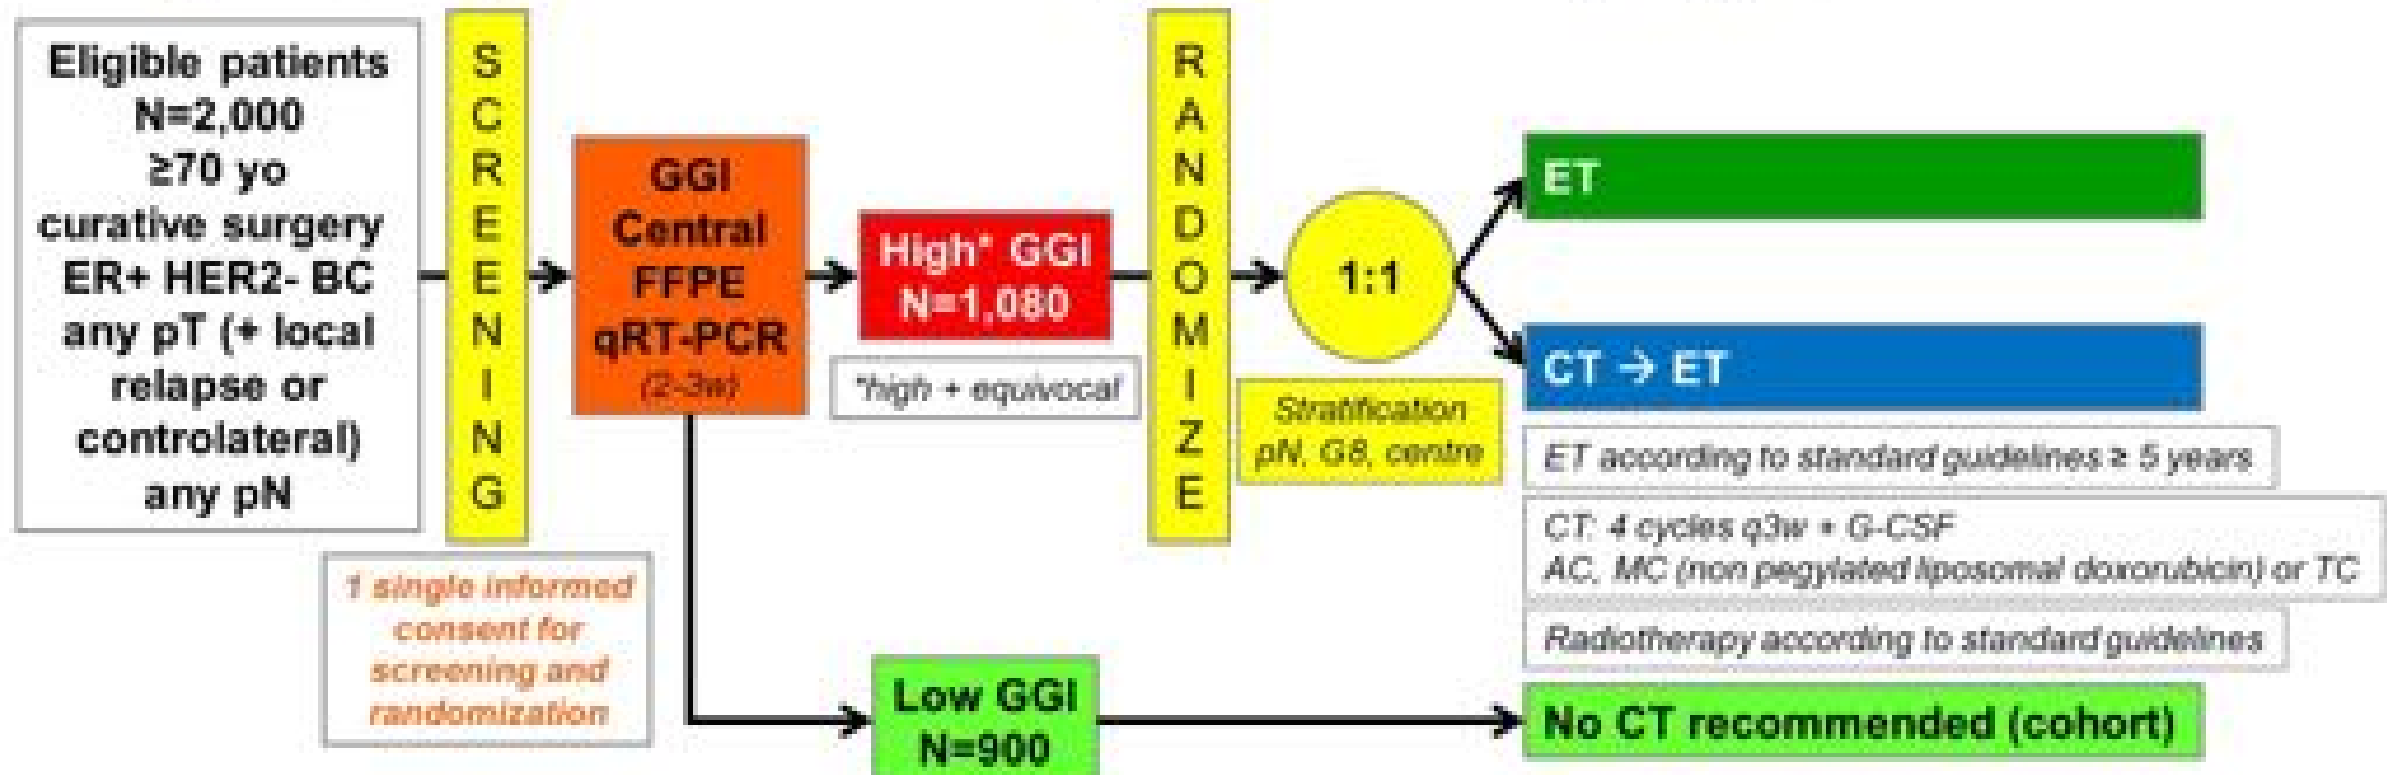 Eligible patients
N=2,000
≥70 yo
curative surgery
ER+ HER2- BC
any pT (+ local
relapse or
controlateral)
any pN
SCREENING
1 single informed
consent for
screening and
randomization
GGI
Central
FFPE
qRT-PCR
(2-3w)
High* GGI
N=1,080
*high + equivocal
RANDOMIZE
1:1
Stratification
pN, G8, centre
ET
CT → ET
ET according to standard guidelines ≥ 5 years
CT: 4 cycles q3w + G-CSF
AC, MC (non pegylated liposomal doxorubicin) or TC
Radiotherapy according to standard guidelines
Low GGI
N=900
No CT recommended (cohort)